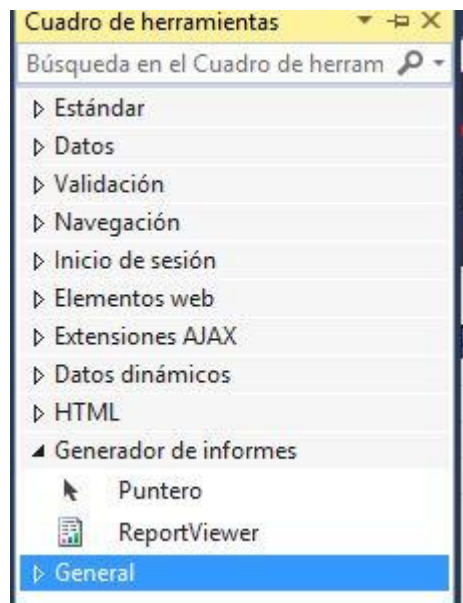 Cuadro de herramientas
Búsqueda en el Cuadro de herram
Estándar
Datos
Validación
Navegación
Inicio de sesión
Elementos web
Extensiones AJAX
Datos dinámicos
HTML
Generador de informes
Puntero
ReportViewer
General